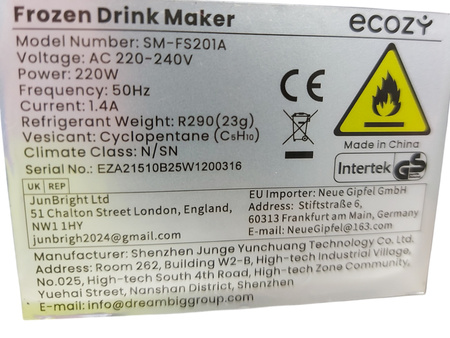 Frozen Drink Maker
ecozy
Model Number: SM-FS201A
Voltage: AC 220-240V
Power: 220W
Frequency: 50Hz
Current: 1.4A
Refrigerant Weight: R290(23g)
Vesicant: Cyclopentane (C₅H₁₀)
Climate Class: N/SN
Serial No.: EZA21510B25W1200316
CE
Made in China
Intertek GS
UK REP
JunBright Ltd
51 Chalton Street London, England,
NW1 1HY
junbrigh2024@gmail.com
EU Importer: Neue Gipfel GmbH
Address: Stiftstraße 6,
60313 Frankfurt am Main, Germany
E-mail: NeueGipfel@163.com
Manufacturer: Shenzhen Junge Yunchuang Technology Co. Ltd.
Address: Room 262, Building W2-B, High-tech Industrial Village,
No.025, High-tech South 4th Road, High-tech Zone Community,
Yuehai Street, Nanshan District, Shenzhen
E-mail: info@dreambiggroup.com